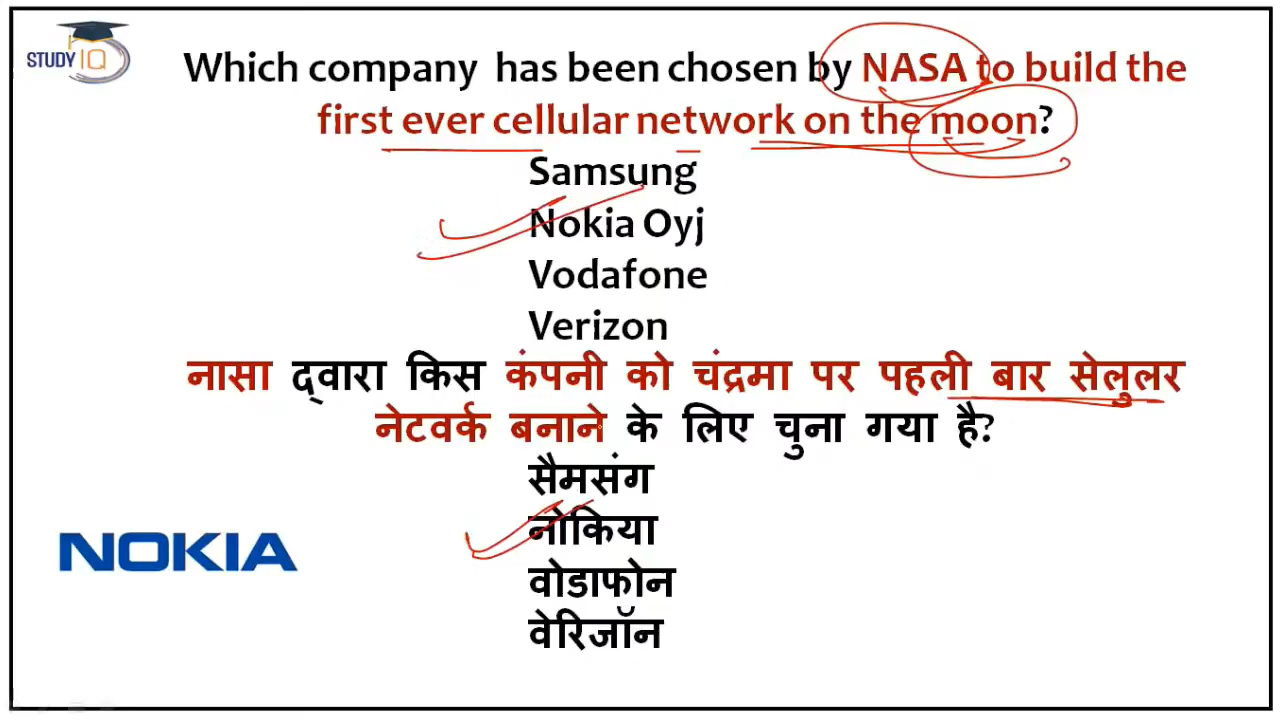 STUDY IQ
Which company has been chosen by NASA to build the
first ever cellular network on the moon?
Samsung
Nokia Oyj
Vodafone
Verizon
नासा द्वारा किस कंपनी को चंद्रमा पर पहली बार सेलुलर
नेटवर्क बनाने के लिए चुना गया है?
सैमसंग
नोकिया
वोडाफोन
वेरिजॉन
NOKIA